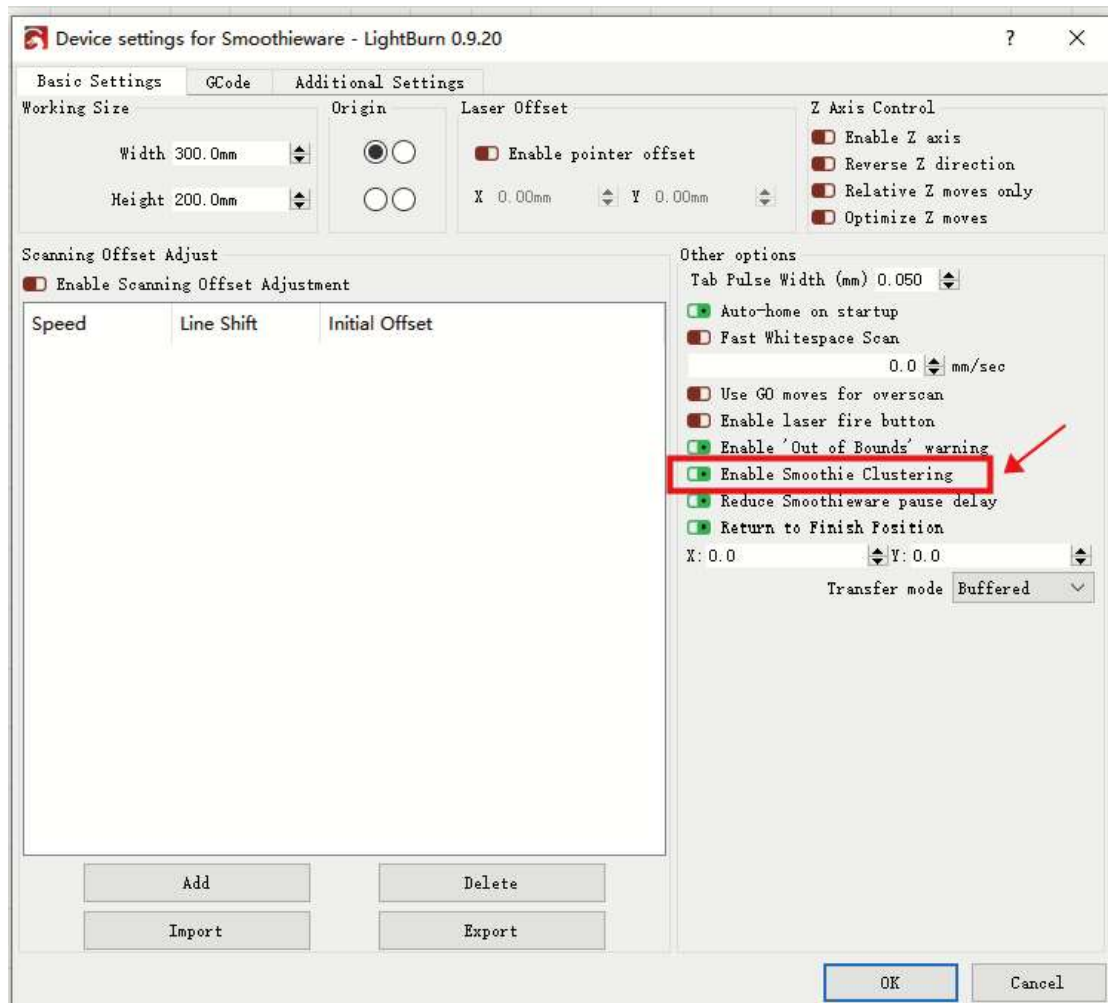 Device settings for Smoothieware - LightBurn 0.9.20
?
Basic Settings
GCode
Additional Settings
Working Size
Width 300.0mm
Height 200.0mm
Origin
Laser Offset
Enable pointer offset
X 0.00mm Y 0.00mm
Z Axis Control
Enable Z axis
Reverse Z direction
Relative Z moves only
Optimize Z moves
Scanning Offset Adjust
Enable Scanning Offset Adjustment
Speed Line Shift Initial Offset
Add
Delete
Import
Export
Other options
Tab Pulse Width (mm) 0.050
Auto-home on startup
Fast Whitespace Scan
0.0 mm/sec
Use G0 moves for overscan
Enable laser fire button
Enable 'Out of Bounds' warning
Enable Smoothie Clustering
Reduce Smoothieware pause delay
Return to Finish Position
X: 0.0 Y: 0.0
Transfer mode Buffered
OK
Cancel